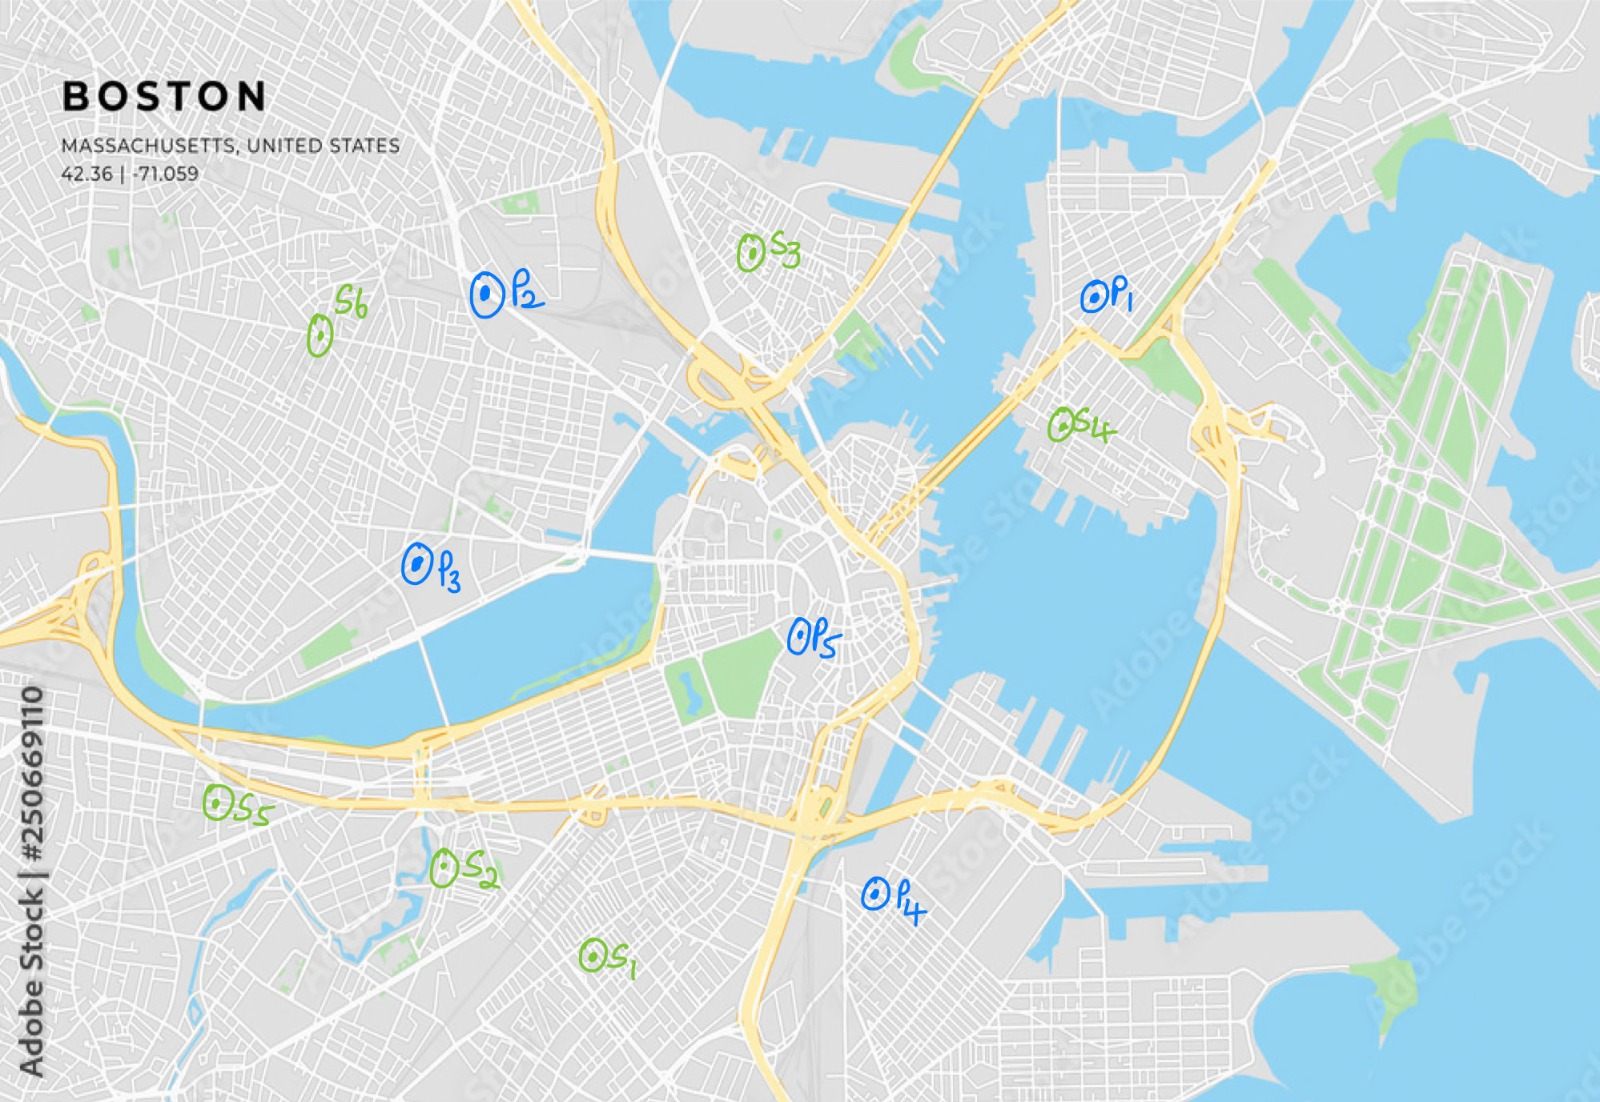 BOSTON
MASSACHUSETTS, UNITED STATES
42.36 | -71.059
S3
P2
P1
S6
S4
P3
P5
S5
S2
P4
S1
Adobe Stock | #250669110